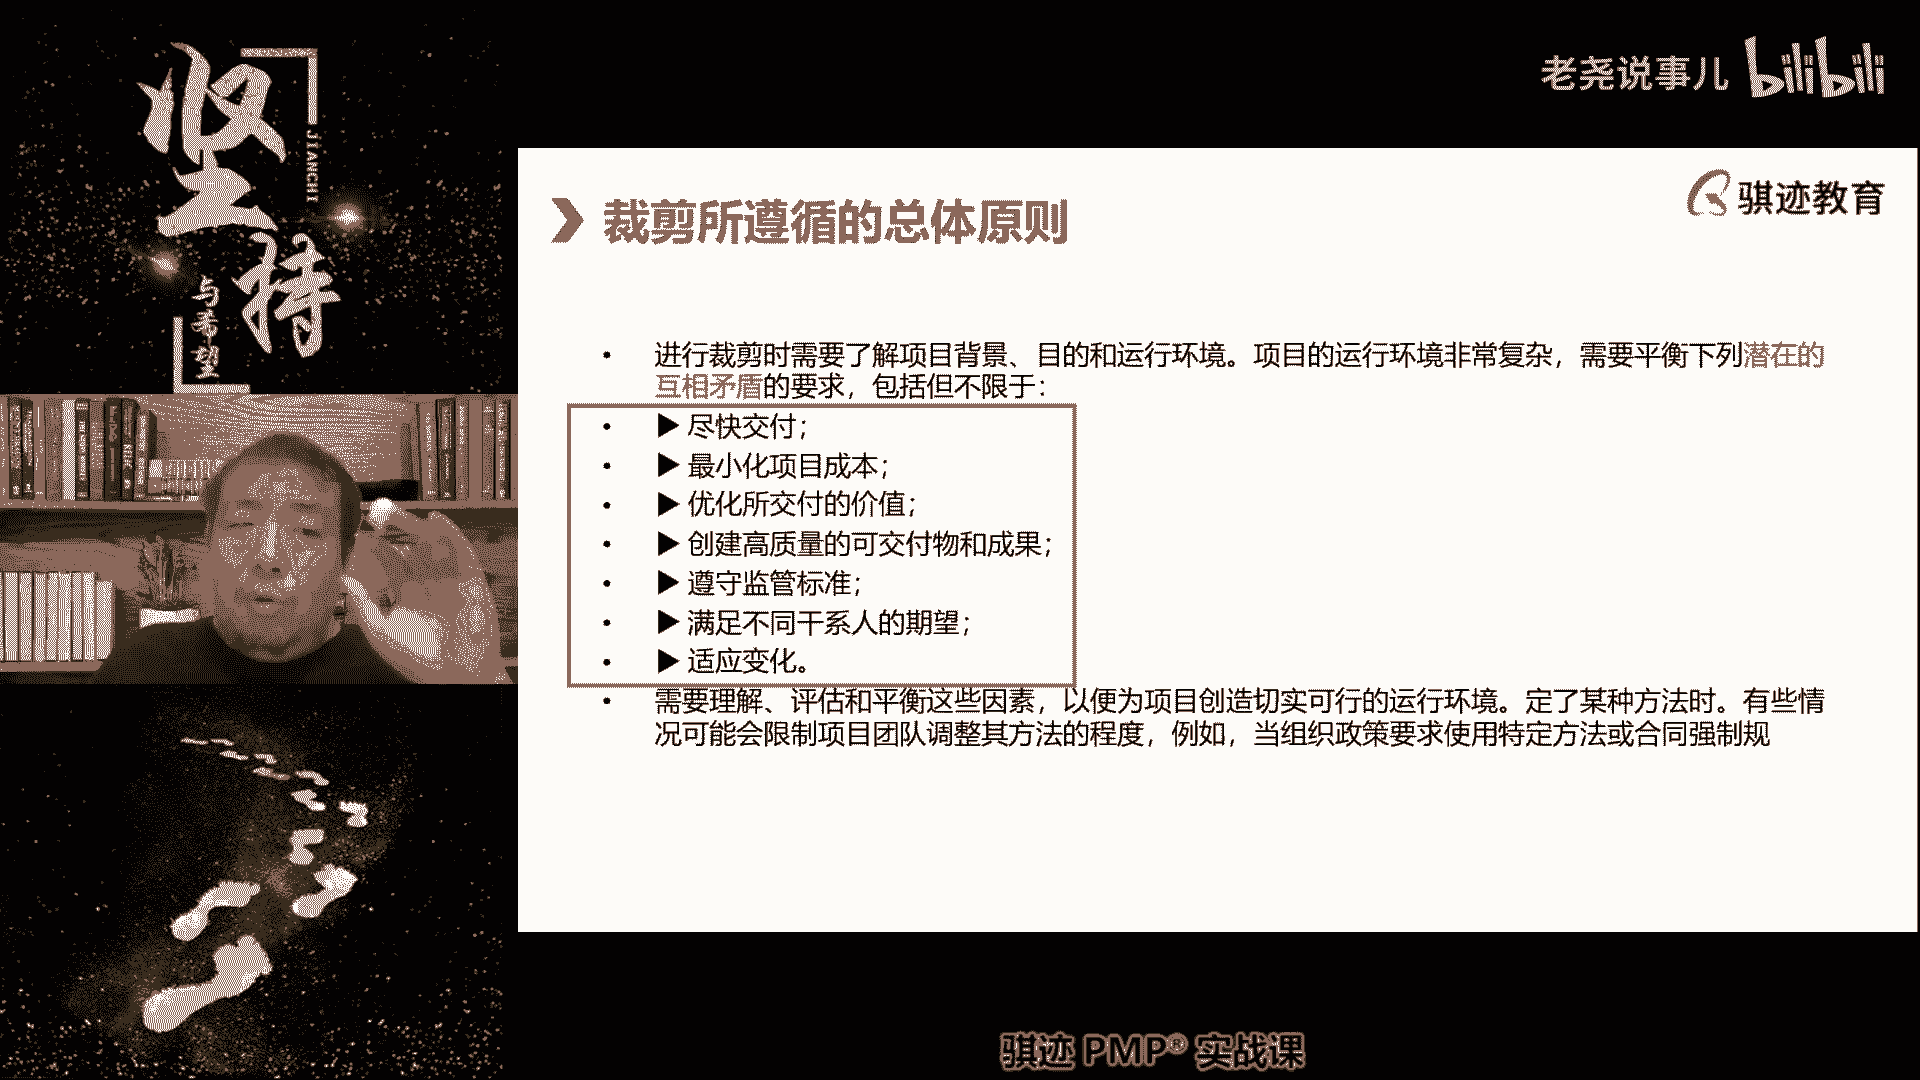 坚持
JIANCHI
与希望
老尧说事儿 bilibili
骐迹教育
裁剪所遵循的总体原则
• 进行裁剪时需要了解项目背景、目的和运行环境。项目的运行环境非常复杂，需要平衡下列潜在的
互相矛盾的要求，包括但不限于：
• ▶ 尽快交付；
• ▶ 最小化项目成本；
• ▶ 优化所交付的价值；
• ▶ 创建高质量的可交付物和成果；
• ▶ 遵守监管标准；
• ▶ 满足不同干系人的期望；
• ▶ 适应变化。
• 需要理解、评估和平衡这些因素，以便为项目创造切实可行的运行环境。定了某种方法时。有些情
况可能会限制项目团队调整其方法的程度，例如，当组织政策要求使用特定方法或合同强制规
骐迹 PMP® 实战课